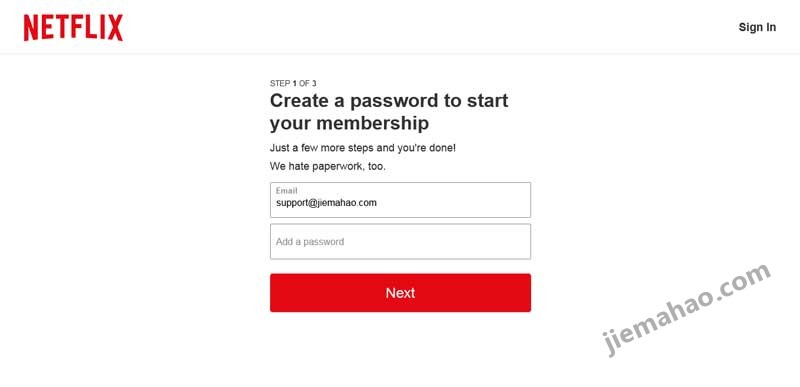 NETFLIX
Sign In
STEP 1 OF 3
Create a password to start
your membership
Just a few more steps and you're done!
We hate paperwork, too.
Email
support@jiemahao.com
Add a password
Next
jiemahao.com